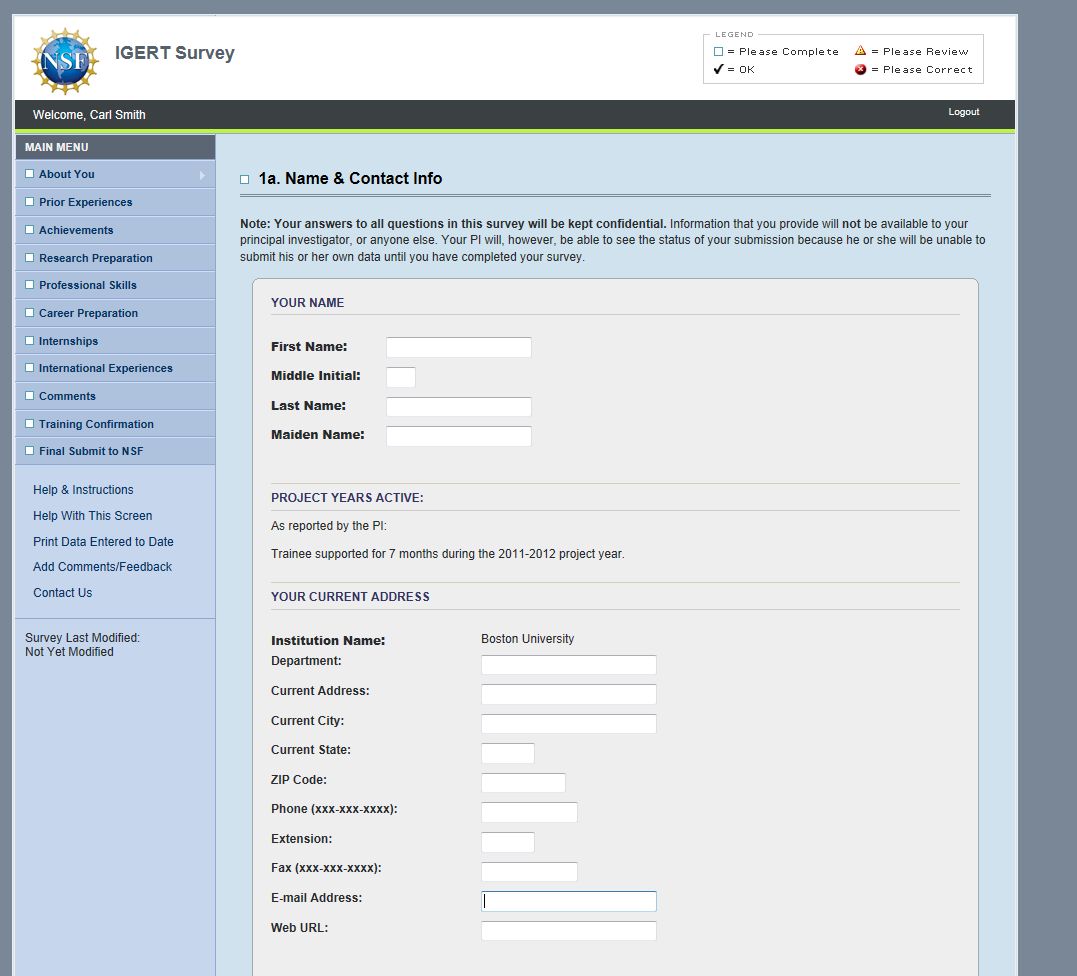 NSF
IGERT Survey
LEGEND
= Please Complete
= Please Review
= OK
= Please Correct
Welcome, Carl Smith
Logout
MAIN MENU
About You
Prior Experiences
Achievements
Research Preparation
Professional Skills
Career Preparation
Internships
International Experiences
Comments
Training Confirmation
Final Submit to NSF
Help & Instructions
Help With This Screen
Print Data Entered to Date
Add Comments/Feedback
Contact Us
Survey Last Modified:
Not Yet Modified
1a. Name & Contact Info
Note: Your answers to all questions in this survey will be kept confidential. Information that you provide will not be available to your
principal investigator, or anyone else. Your PI will, however, be able to see the status of your submission because he or she will be unable to
submit his or her own data until you have completed your survey.
YOUR NAME
First Name:
Middle Initial:
Last Name:
Maiden Name:
PROJECT YEARS ACTIVE:
As reported by the PI:
Trainee supported for 7 months during the 2011-2012 project year.
YOUR CURRENT ADDRESS
Institution Name: Boston University
Department:
Current Address:
Current City:
Current State:
ZIP Code:
Phone (xxx-xxx-xxxx):
Extension:
Fax (xxx-xxx-xxxx):
E-mail Address:
Web URL: